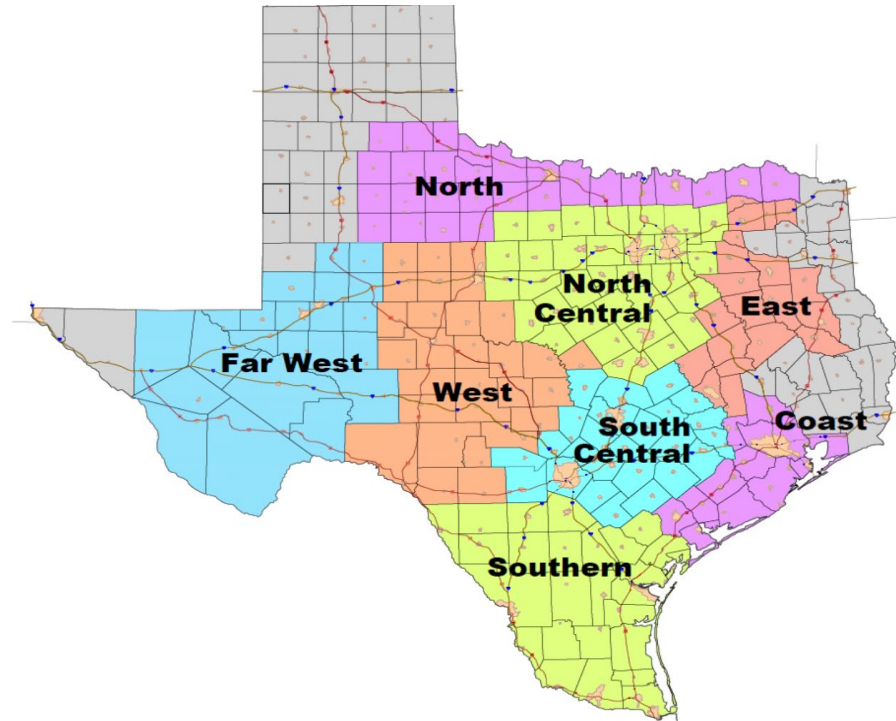 North
North
Central
East
Far West
West
Coast
South
Central
Southern